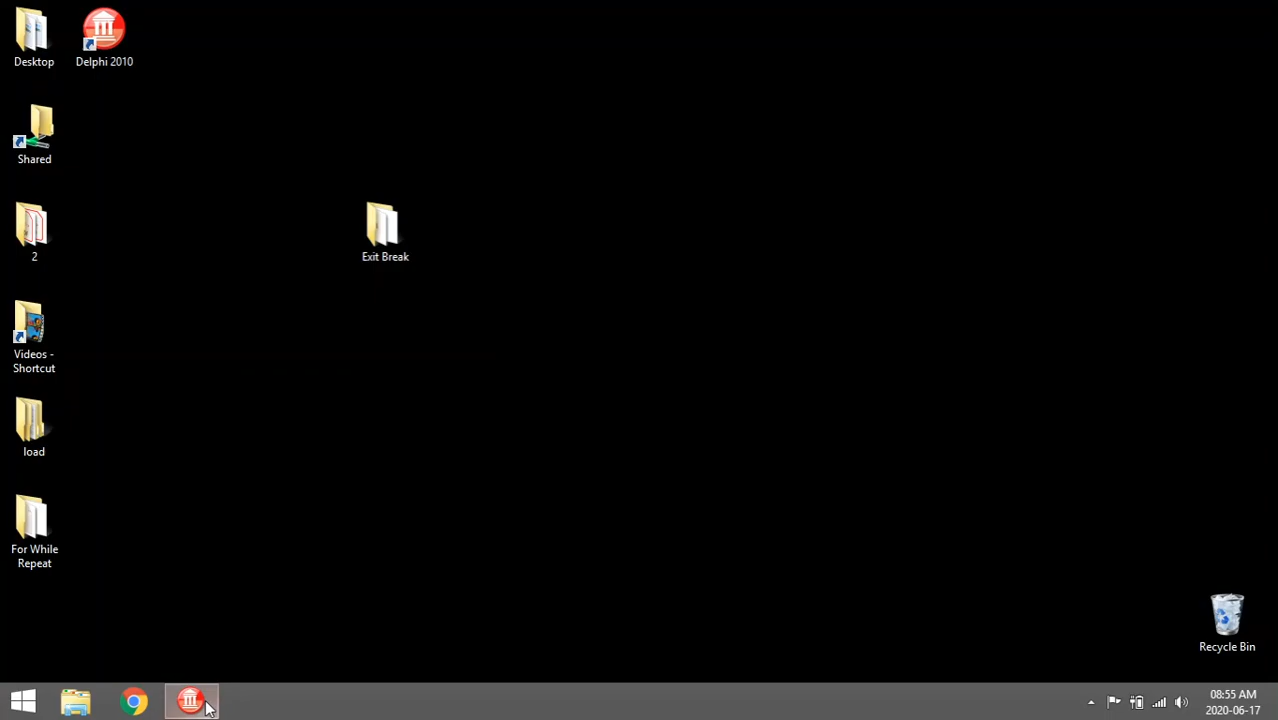 Desktop
Delphi 2010
Shared
2
Exit Break
Videos -
Shortcut
load
For While
Repeat
Recycle Bin
08:55 AM
2020-06-17